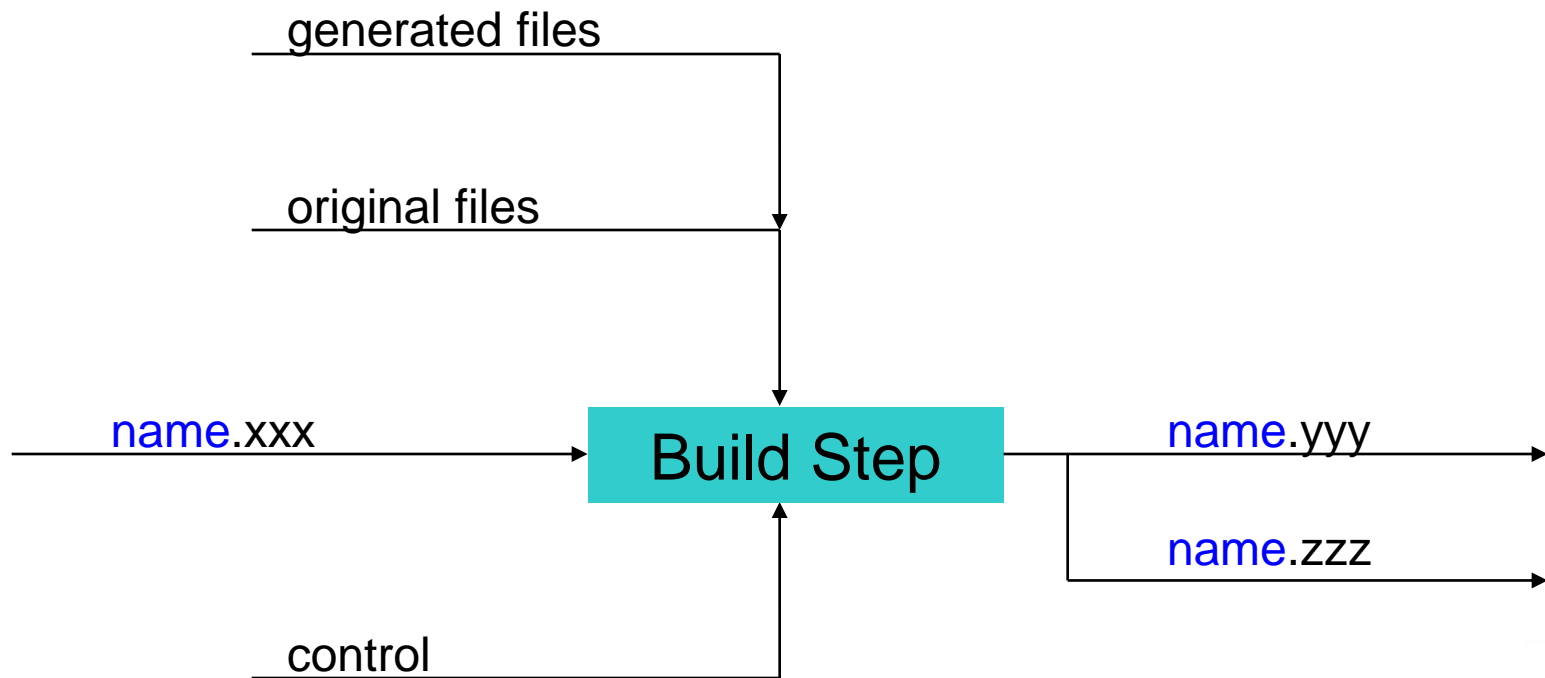 generated files
original files
name.xxx
Build Step
name.yyy
name.zzz
control